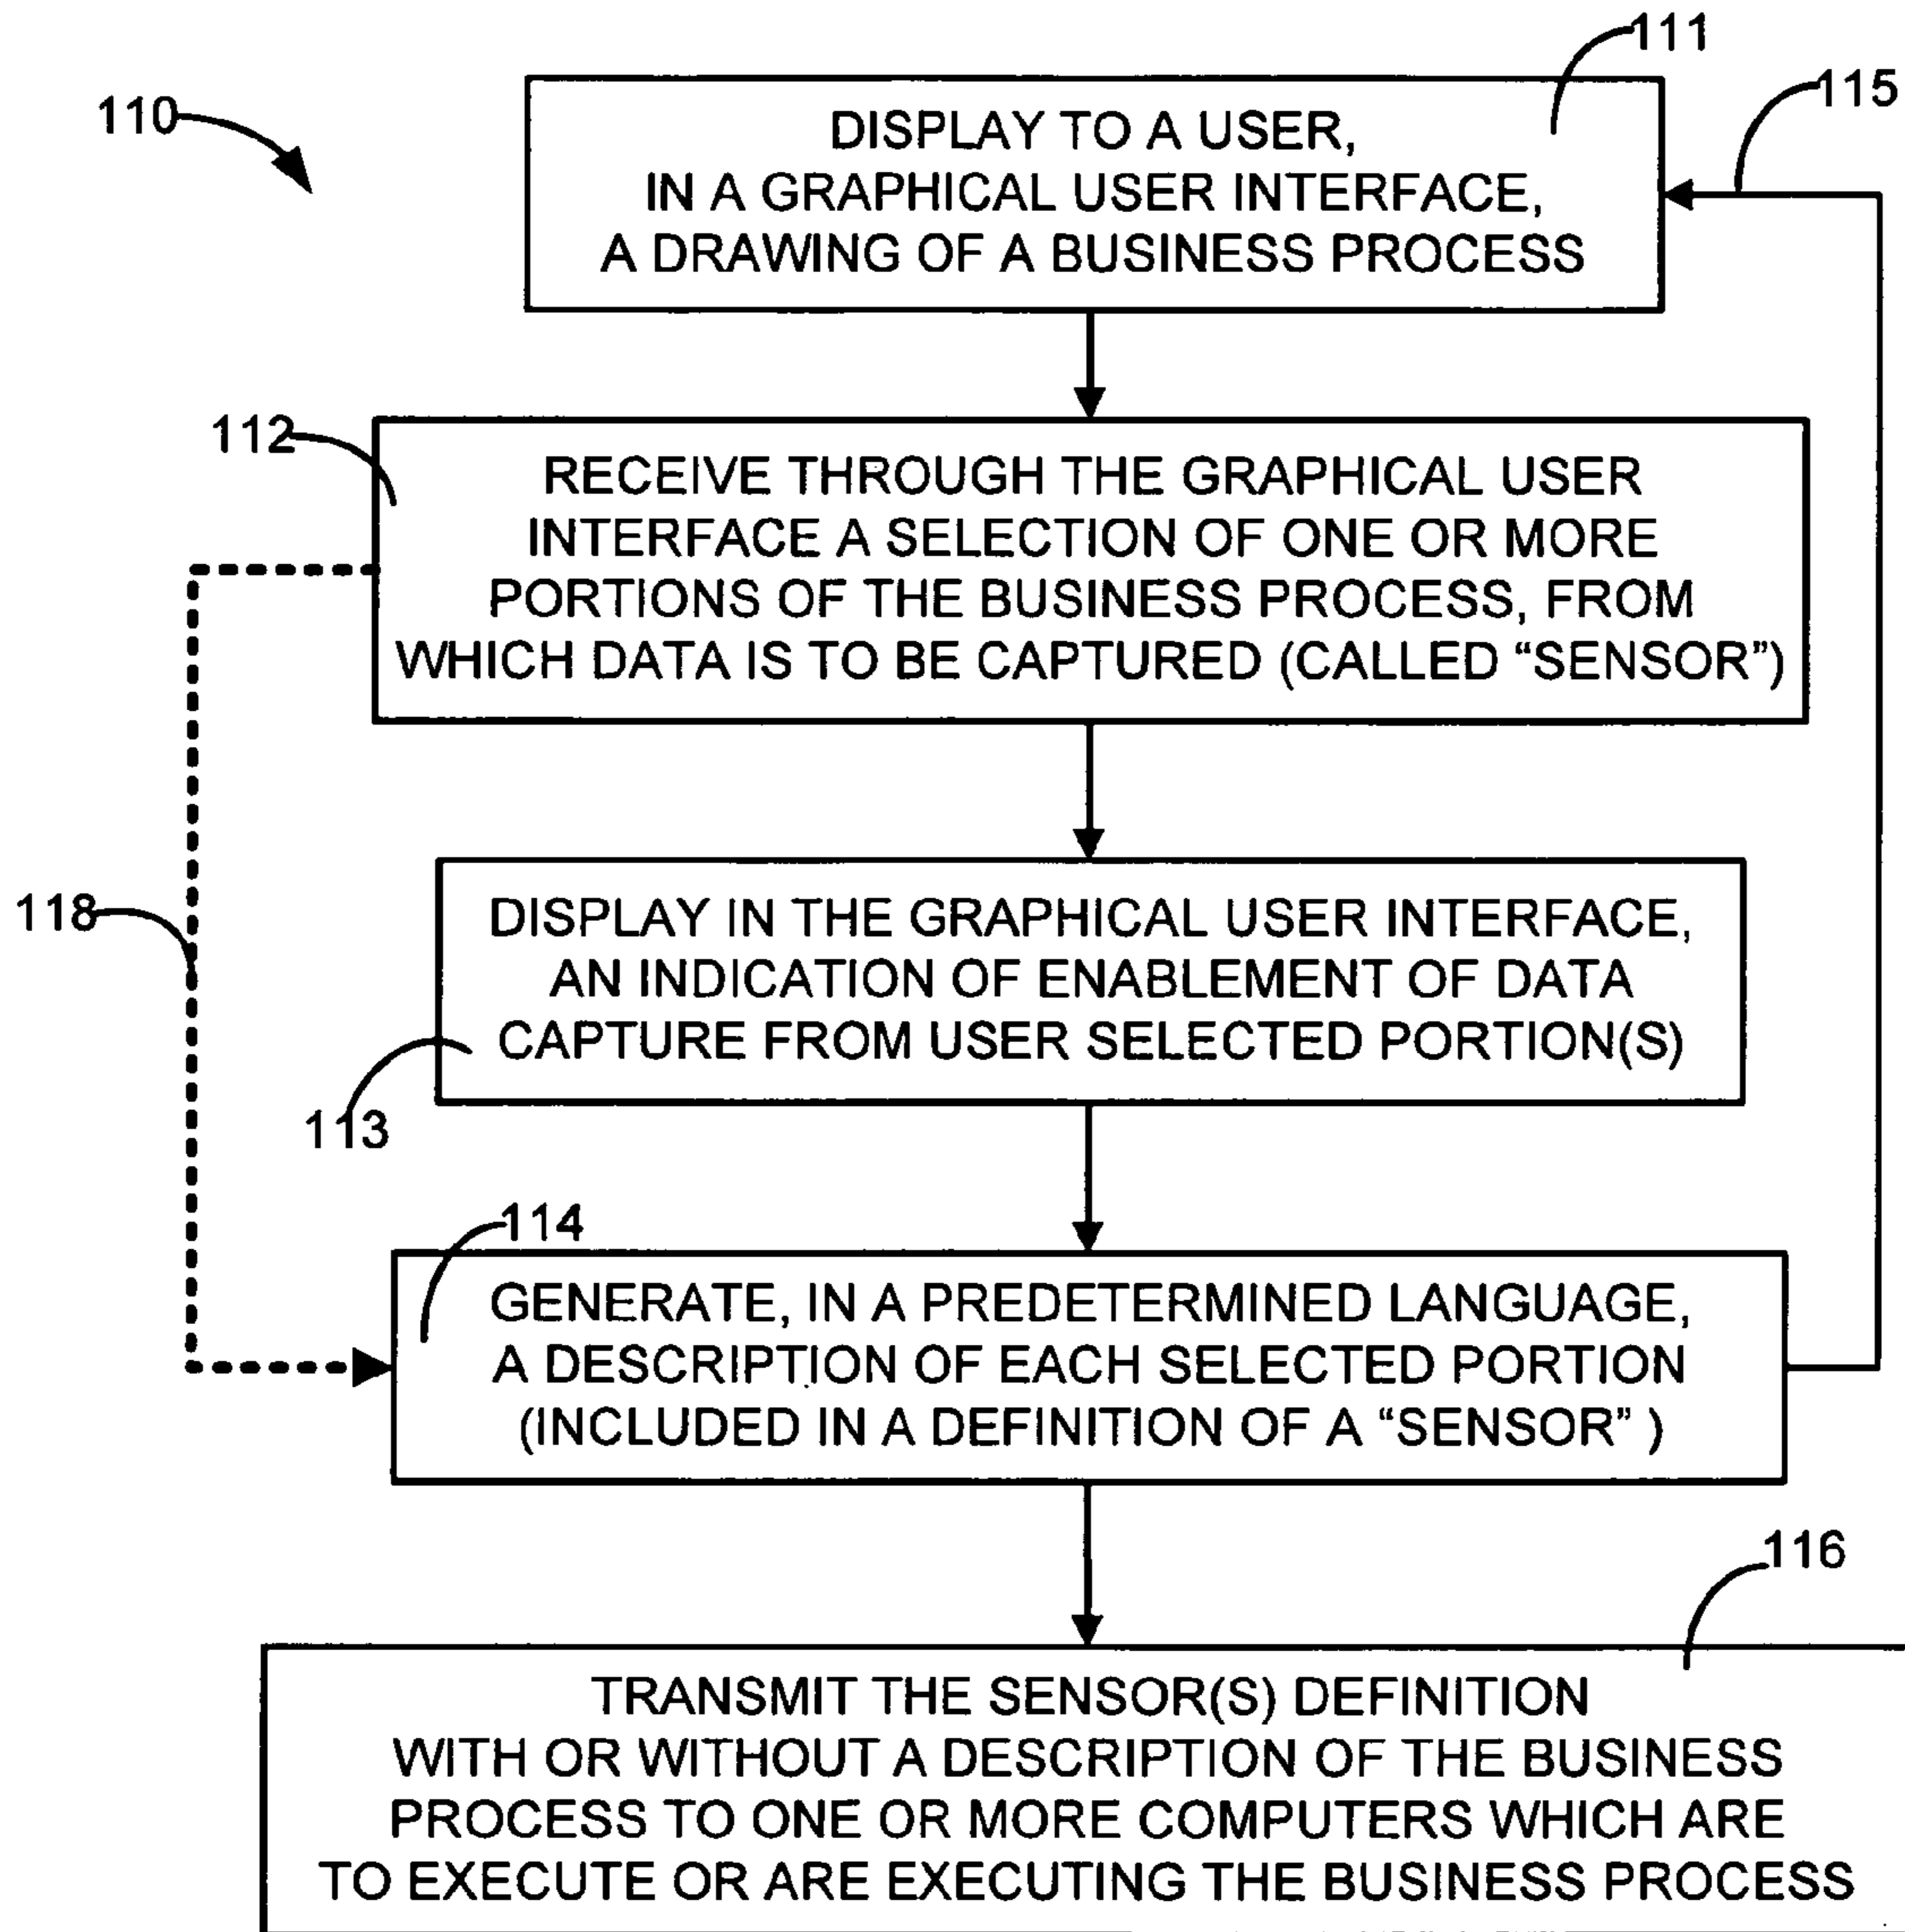 111
115
110
DISPLAY TO A USER,
IN A GRAPHICAL USER INTERFACE,
A DRAWING OF A BUSINESS PROCESS
112
RECEIVE THROUGH THE GRAPHICAL USER
INTERFACE A SELECTION OF ONE OR MORE
PORTIONS OF THE BUSINESS PROCESS, FROM
WHICH DATA IS TO BE CAPTURED (CALLED “SENSOR”)
118
DISPLAY IN THE GRAPHICAL USER INTERFACE,
AN INDICATION OF ENABLEMENT OF DATA
CAPTURE FROM USER SELECTED PORTION(S)
113
114
GENERATE, IN A PREDETERMINED LANGUAGE,
A DESCRIPTION OF EACH SELECTED PORTION
(INCLUDED IN A DEFINITION OF A “SENSOR” )
116
TRANSMIT THE SENSOR(S) DEFINITION
WITH OR WITHOUT A DESCRIPTION OF THE BUSINESS
PROCESS TO ONE OR MORE COMPUTERS WHICH ARE
TO EXECUTE OR ARE EXECUTING THE BUSINESS PROCESS